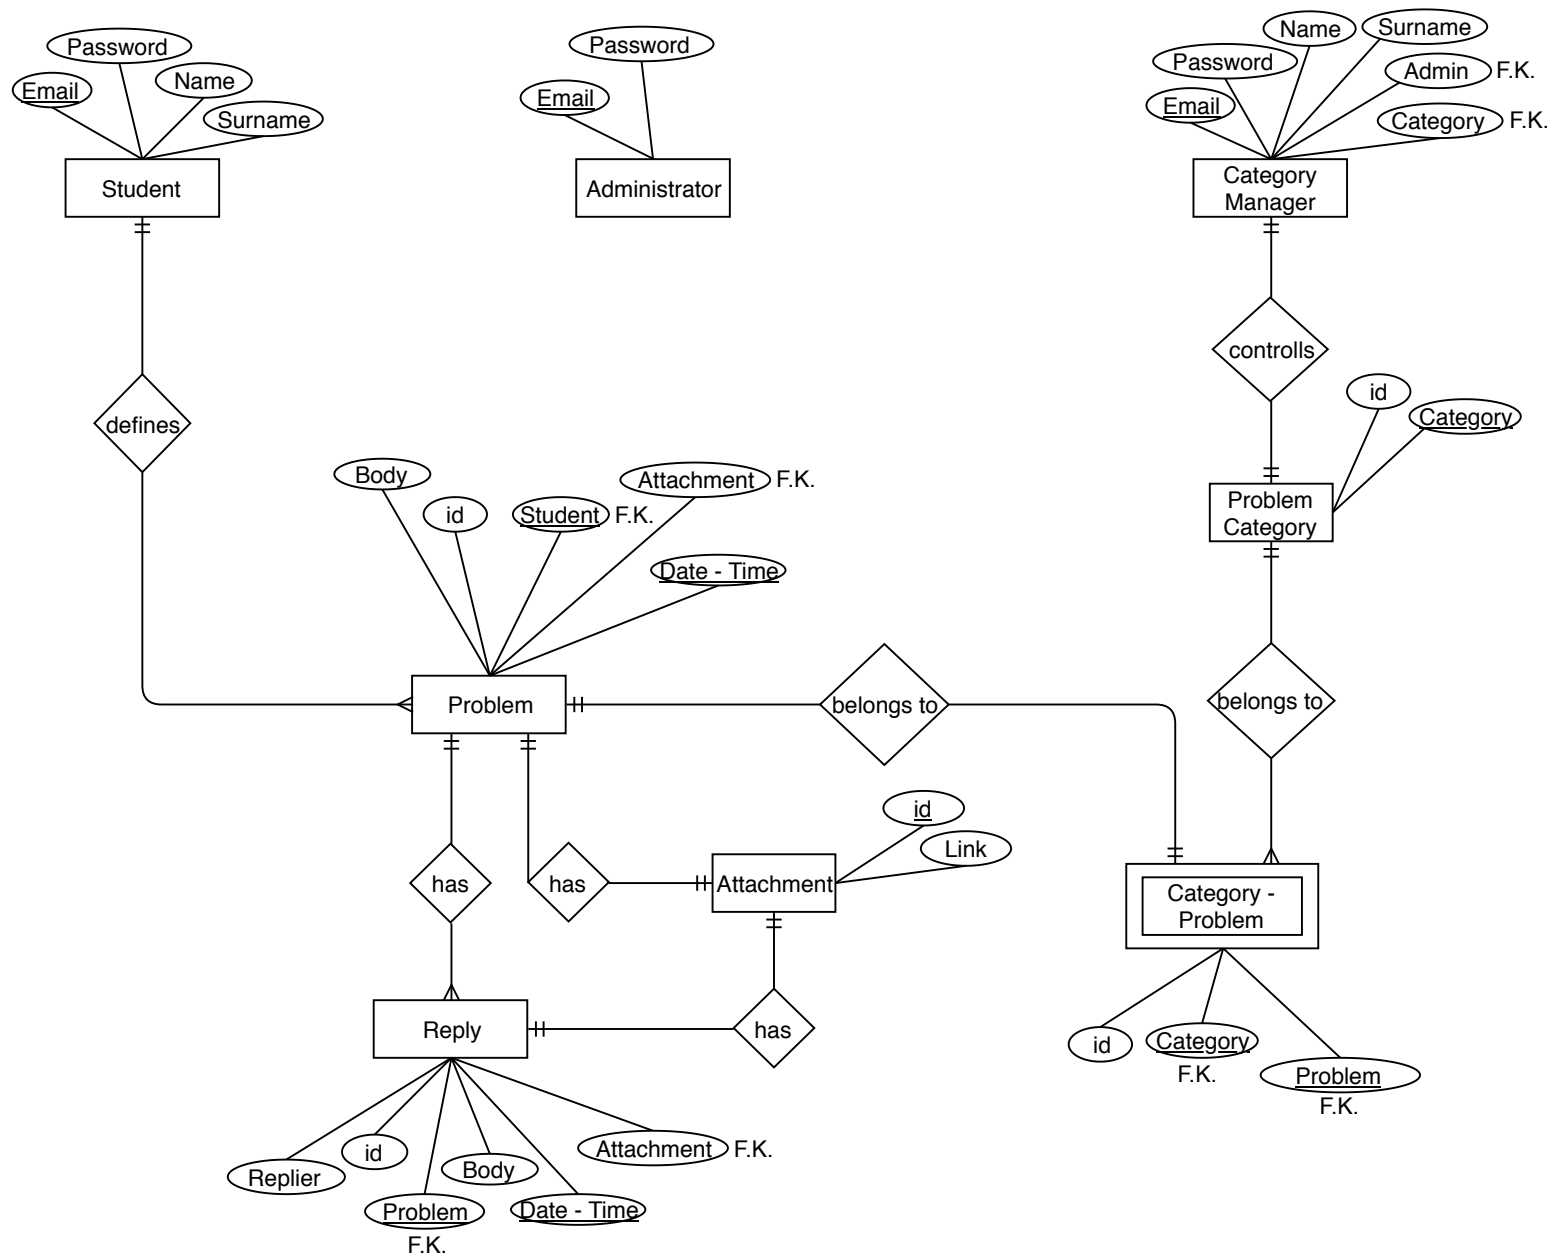 Password
Email
Name
Surname
Student
Password
Email
Administrator
Name
Surname
Password
Admin
F.K.
Email
Category
F.K.
Category
Manager
controlls
id
Category
Problem
Category
defines
Body
id
Student
F.K.
Attachment
F.K.
Date - Time
Problem
belongs to
belongs to
has
has
Attachment
id
Link
Category -
Problem
id
Category
F.K.
Problem
F.K.
Reply
has
Replier
id
Problem
F.K.
Body
Date - Time
Attachment
F.K.